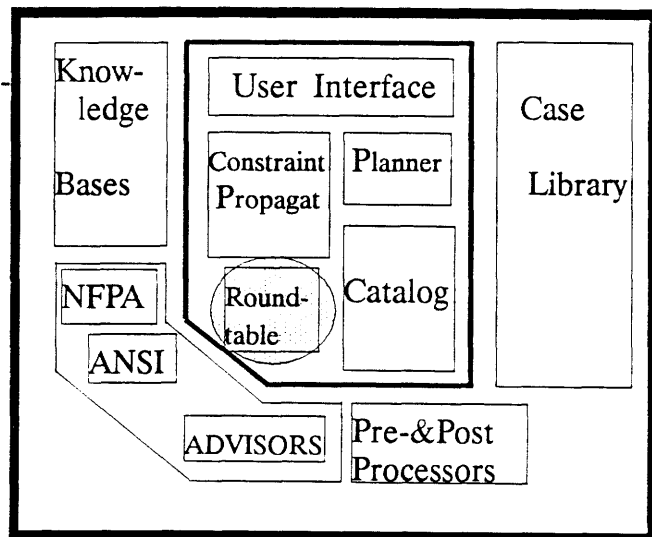 Know-
ledge
Bases
User Interface
Constraint
Propagat
Planner
Case
Library
Round-
table
Catalog
NFPA
ANSI
ADVISORS
Pre-&Post
Processors